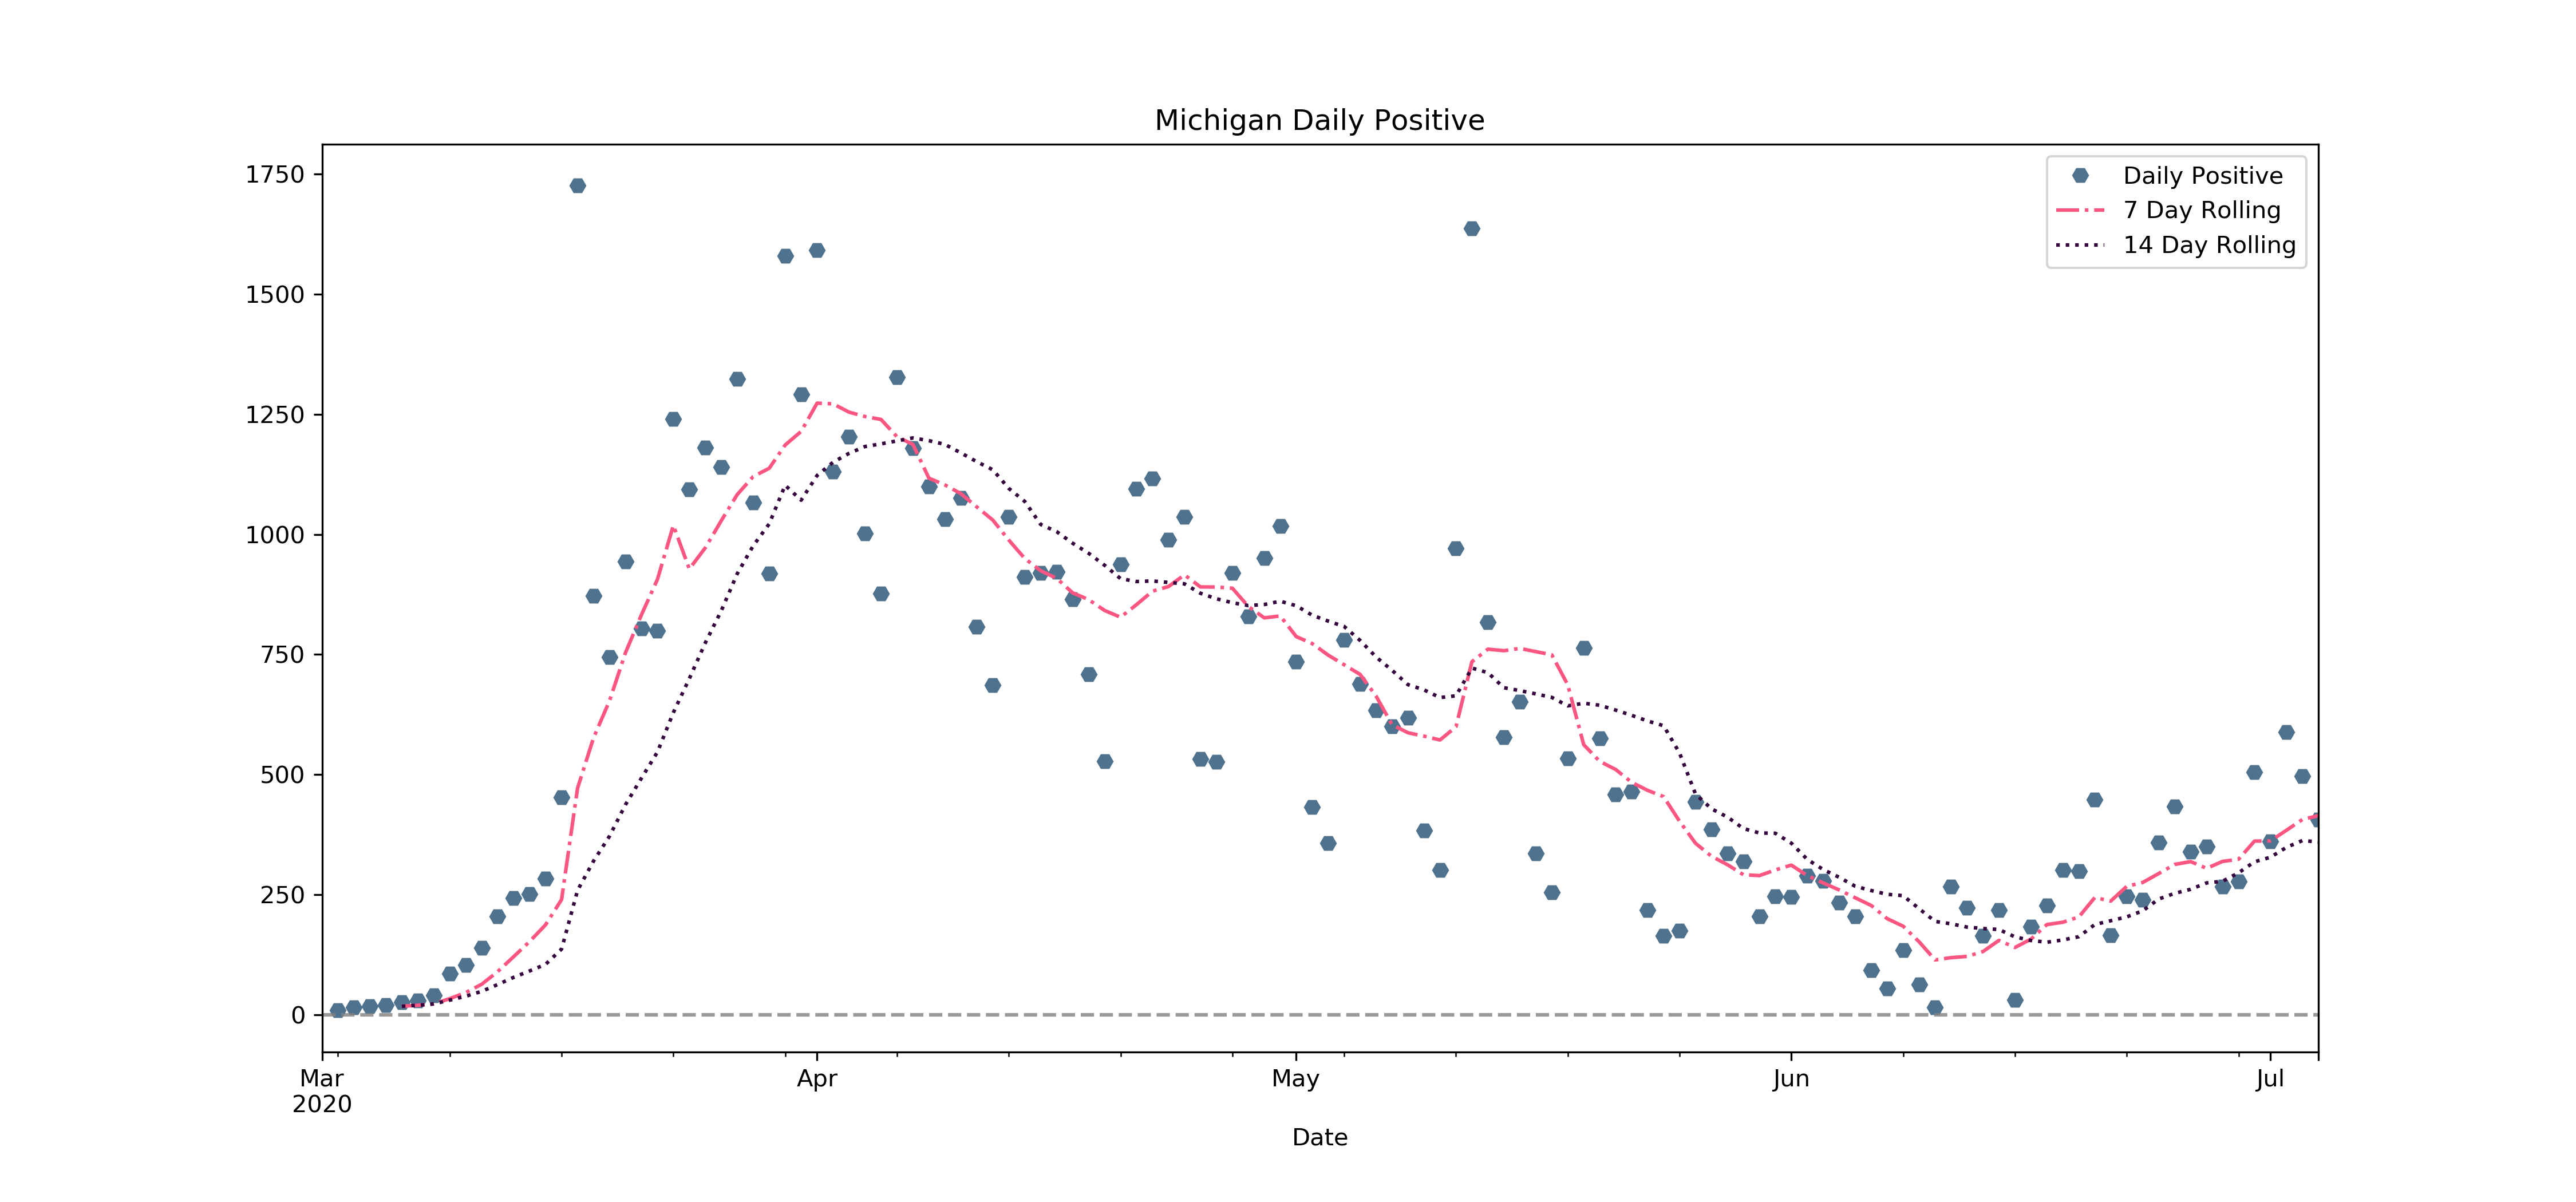 Michigan Daily Positive
1750
1500
1250
1000
750
500
250
0
Daily Positive
7 Day Rolling
14 Day Rolling
Mar Apr May Jun Jul
2020
Date